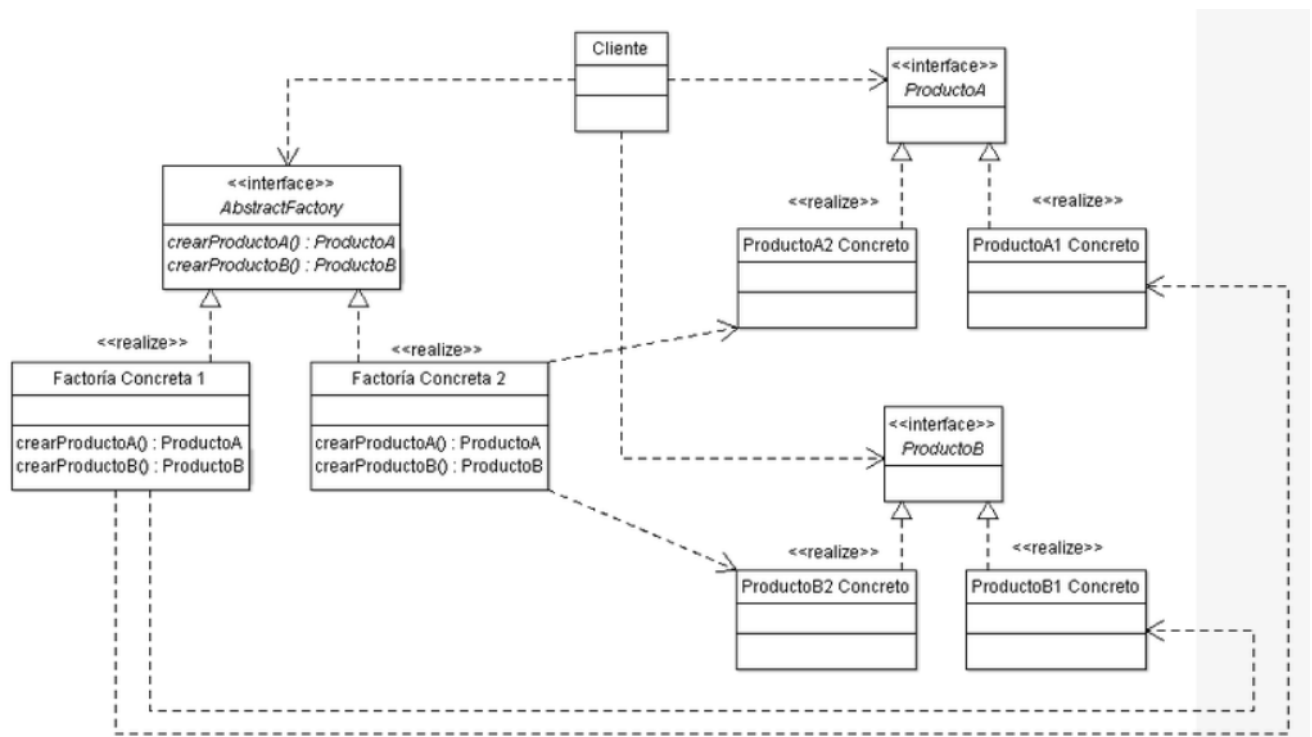 Cliente
<<interface>>
ProductoA
<<interface>>
AbstractFactory
crearProductoA() : ProductoA
crearProductoB() : ProductoB
<<realize>>
<<realize>>
ProductoA2 Concreto
ProductoA1 Concreto
<<realize>>
<<realize>>
Factoría Concreta 1
crearProductoA() : ProductoA
crearProductoB() : ProductoB
Factoría Concreta 2
crearProductoA() : ProductoA
crearProductoB() : ProductoB
<<interface>>
ProductoB
<<realize>>
<<realize>>
ProductoB2 Concreto
ProductoB1 Concreto